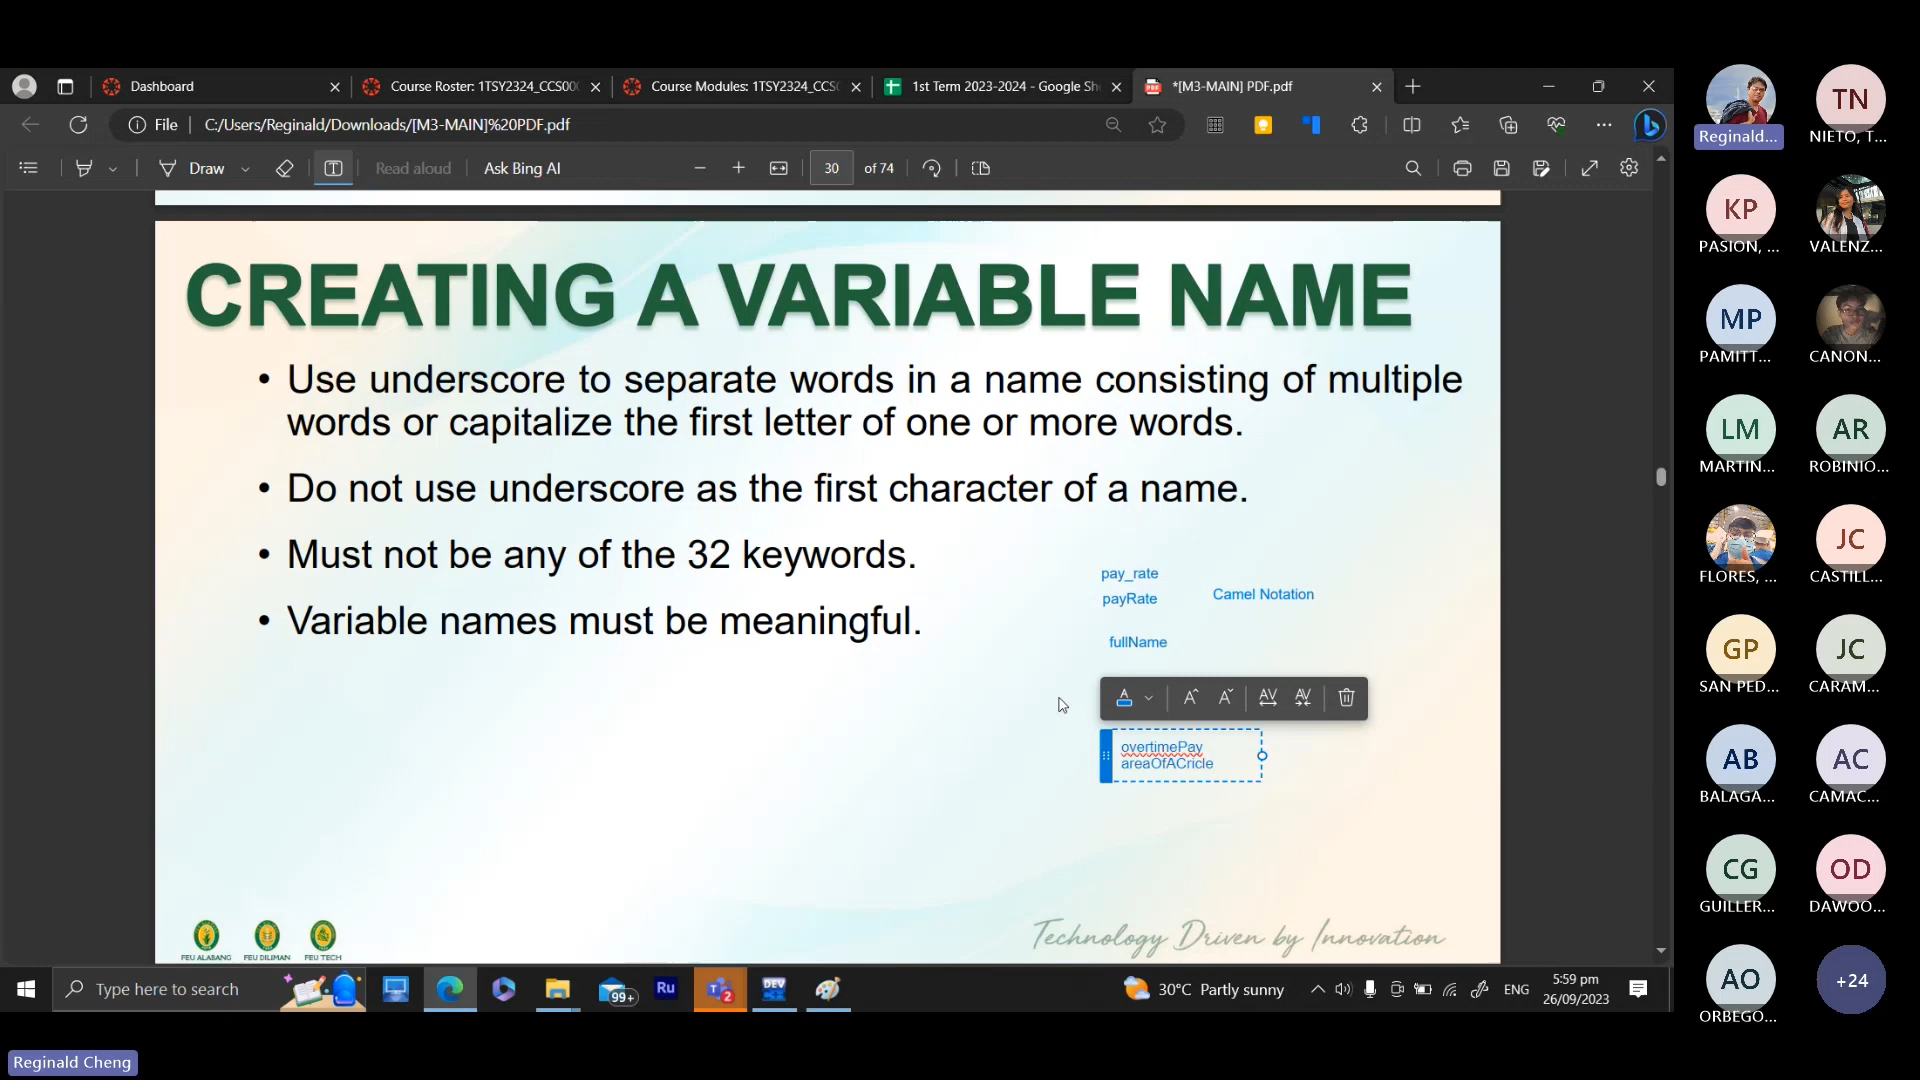 Dashboard
Course Roster: 1TSY2324_CCS00
Course Modules: 1TSY2324_CCS
1st Term 2023-2024 - Google Sh
*[M3-MAIN] PDF.pdf
File
C:/Users/Reginald/Downloads/[M3-MAIN]%20PDF.pdf
Draw
Read aloud
Ask Bing AI
30
of 74
CREATING A VARIABLE NAME
• Use underscore to separate words in a name consisting of multiple
words or capitalize the first letter of one or more words.
• Do not use underscore as the first character of a name.
• Must not be any of the 32 keywords.
• Variable names must be meaningful.
pay_rate
payRate
Camel Notation
fullName
overtimePay
areaOfACricle
FEU ALABANG
FEU DILIMAN
FEU TECH
Technology Driven by Innovation
Type here to search
99+
Ru
T
2
DEV
30°C Partly sunny
ENG
5:59 pm
26/09/2023
Reginald...
TN
NIETO, T...
KP
PASION, ...
VALENZ...
MP
PAMITT...
CANON...
LM
MARTIN...
AR
ROBINIO...
FLORES, ...
JC
CASTILL...
GP
SAN PED...
JC
CARAM...
AB
BALAGA...
AC
CAMAC...
CG
GUILLER...
OD
DAWOO...
AO
ORBEGO...
+24
Reginald Cheng